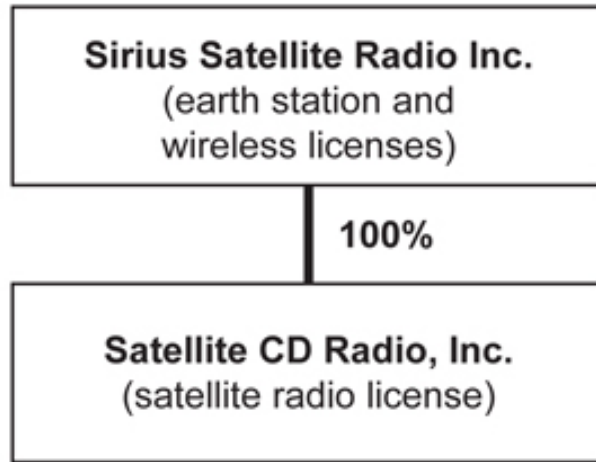 Sirius Satellite Radio Inc.
(earth station and
wireless licenses)
100%
Satellite CD Radio, Inc.
(satellite radio license)